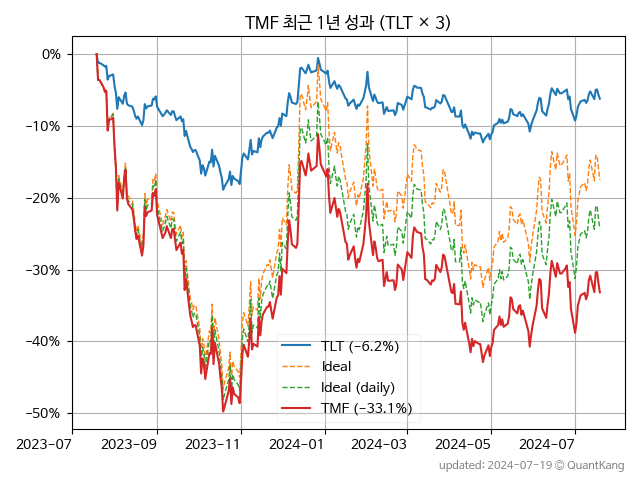 TMF 최근 1년 성과 (TLT × 3)
0%
−10%
−20%
−30%
−40%
−50%
TLT (−6.2%)
Ideal
Ideal (daily)
TMF (−33.1%)
2023-07
2023-09
2023-11
2024-01
2024-03
2024-05
2024-07
updated: 2024-07-19 © QuantKang